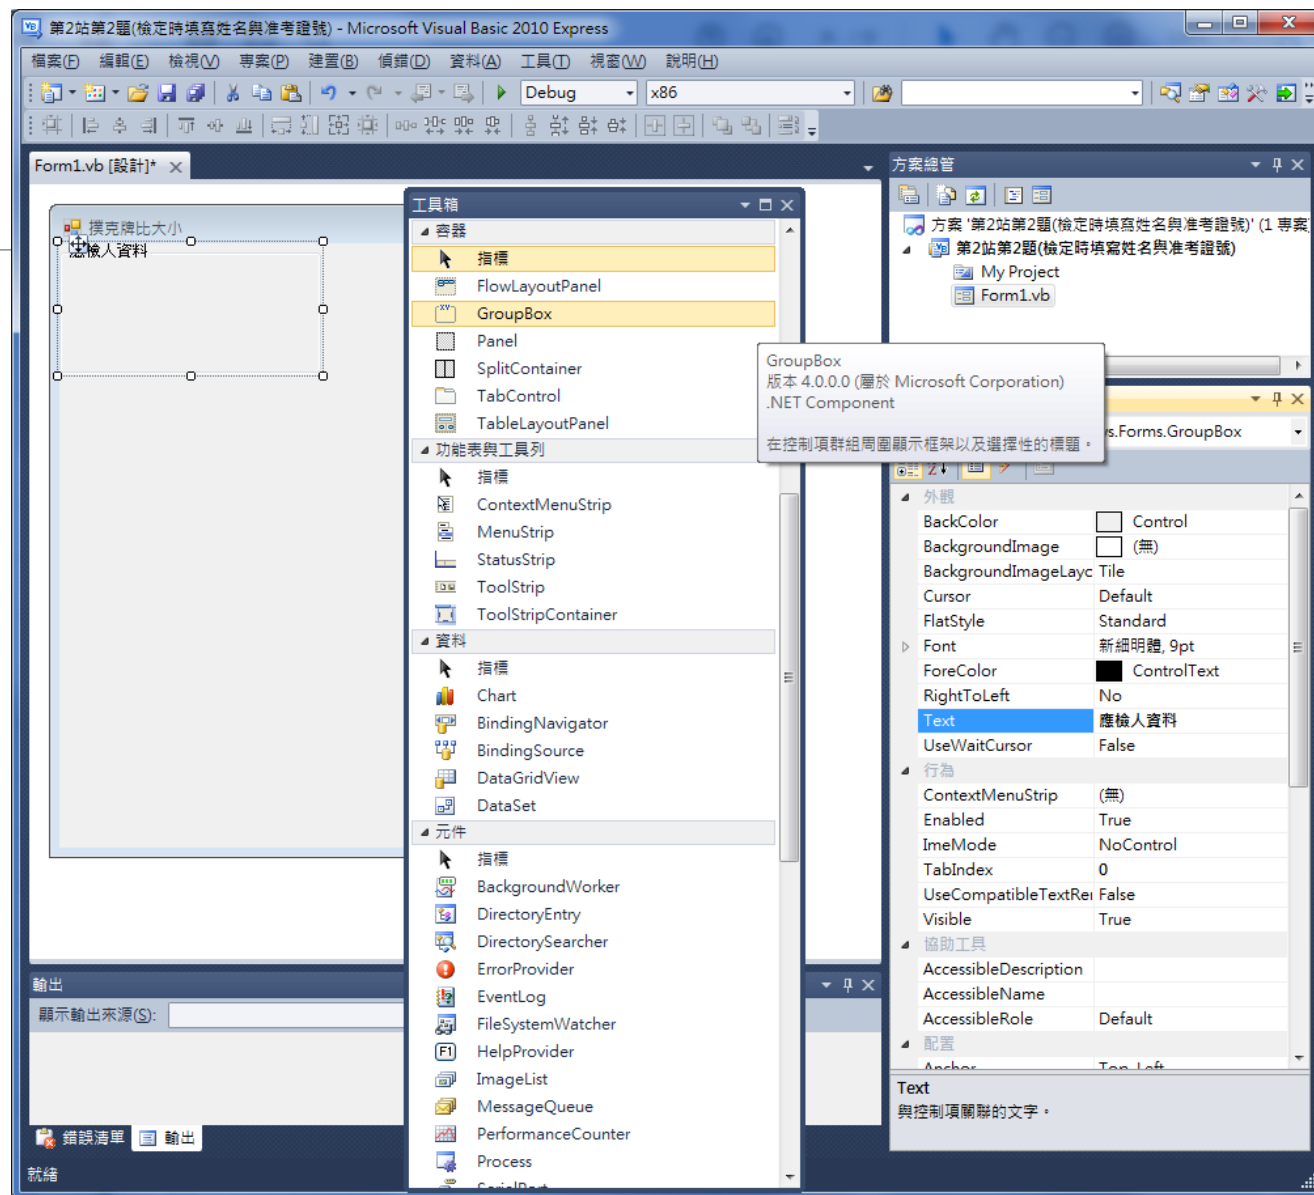 第2站第2題(檢定時填寫姓名與准考證號) - Microsoft Visual Basic 2010 Express
檔案(F) 編輯(E) 檢視(V) 專案(P) 建置(B) 偵錯(D) 資料(A) 工具(T) 視窗(W) 說明(H)
Debug x86
Form1.vb [設計]*
撲克牌比大小
應檢人資料
工具箱
容器
指標
FlowLayoutPanel
GroupBox
Panel
SplitContainer
TabControl
TableLayoutPanel
功能表與工具列
指標
ContextMenuStrip
MenuStrip
StatusStrip
ToolStrip
ToolStripContainer
資料
指標
Chart
BindingNavigator
BindingSource
DataGridView
DataSet
元件
指標
BackgroundWorker
DirectoryEntry
DirectorySearcher
ErrorProvider
EventLog
FileSystemWatcher
HelpProvider
ImageList
MessageQueue
PerformanceCounter
Process
SerialPort
GroupBox
版本 4.0.0.0 (屬於 Microsoft Corporation)
.NET Component
在控制項群組周圍顯示框架以及選擇性的標題。
方案總管
方案 '第2站第2題(檢定時填寫姓名與准考證號)' (1 專案
第2站第2題(檢定時填寫姓名與准考證號)
My Project
Form1.vb
s.Forms.GroupBox
外觀
BackColor Control
BackgroundImage (無)
BackgroundImageLayc Tile
Cursor Default
FlatStyle Standard
Font 新細明體, 9pt
ForeColor ControlText
RightToLeft No
Text 應檢人資料
UseWaitCursor False
行為
ContextMenuStrip (無)
Enabled True
ImeMode NoControl
TabIndex 0
UseCompatibleTextRei False
Visible True
協助工具
AccessibleDescription
AccessibleName
AccessibleRole Default
配置
Anchor Top, Left
Text
與控制項關聯的文字。
輸出
顯示輸出來源(S):
錯誤清單 輸出
就緒